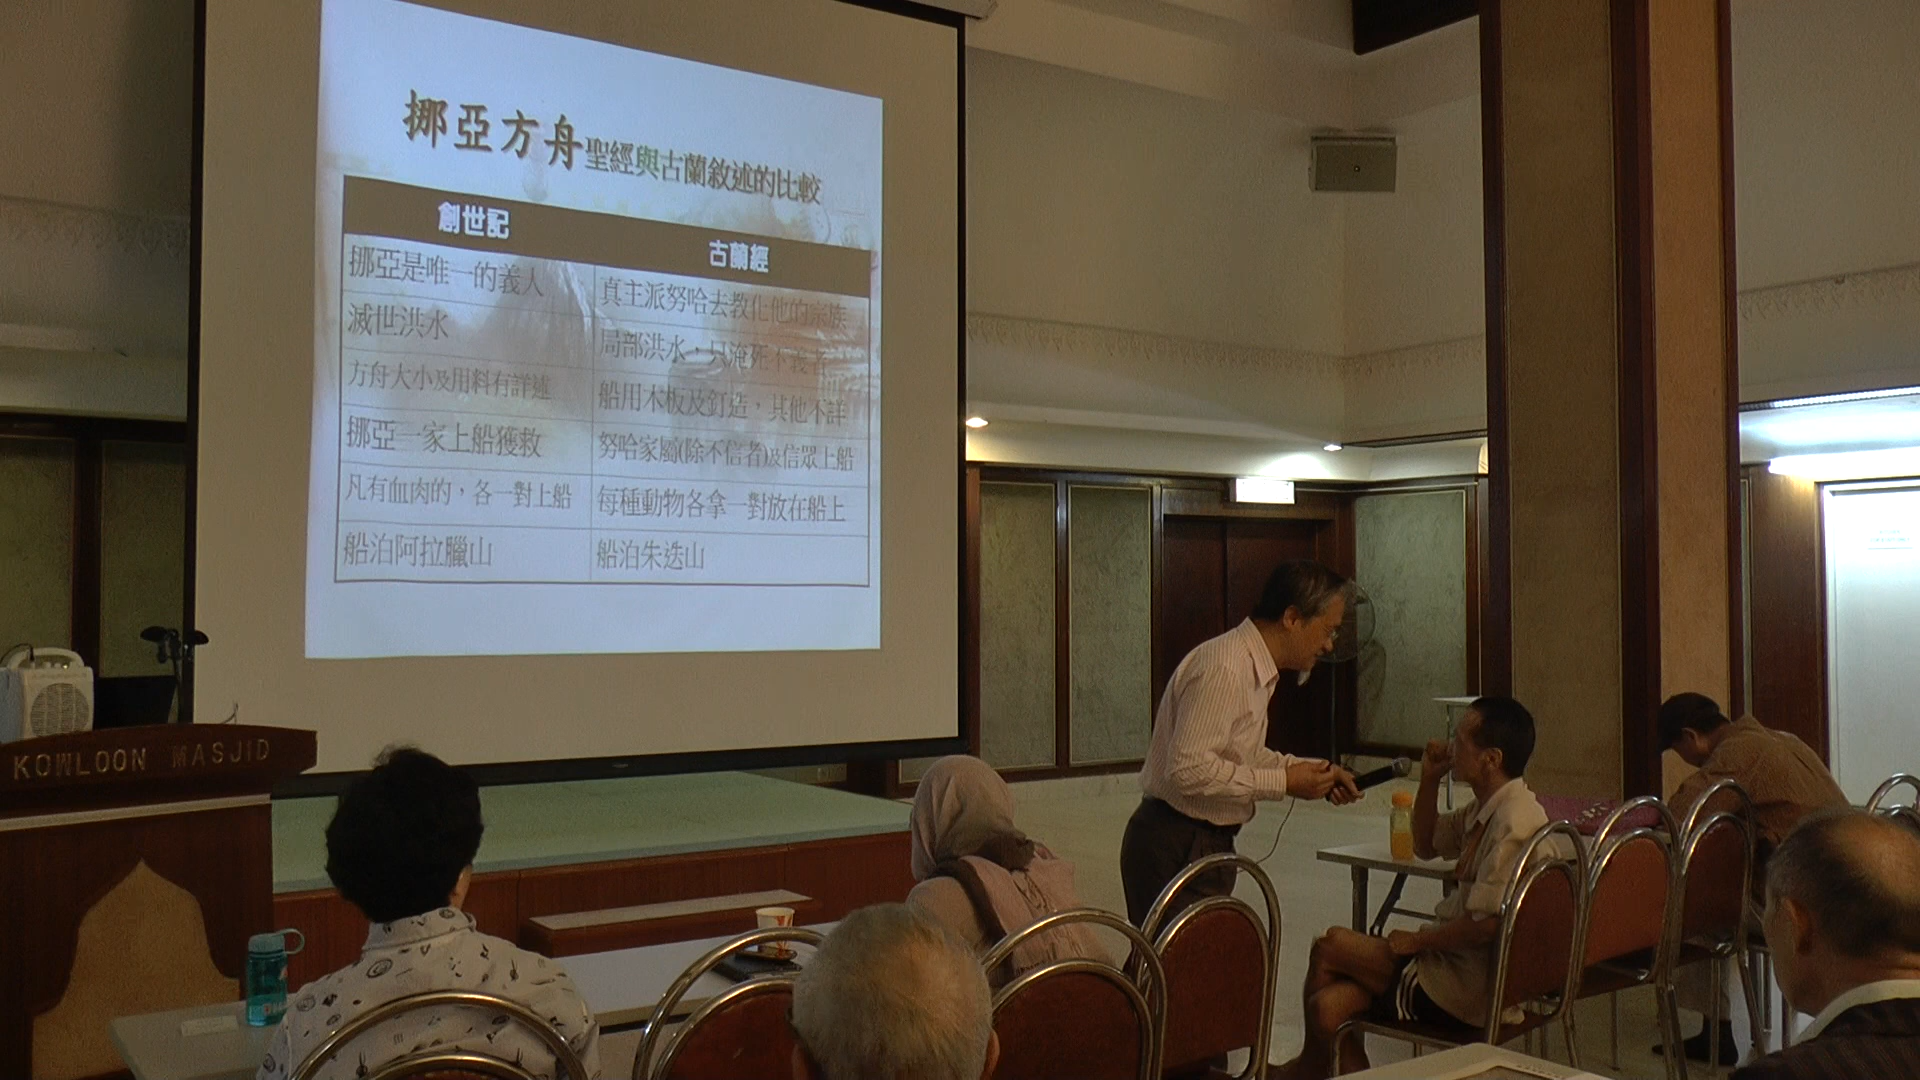 挪亞方舟聖經與古蘭敘述的比較
創世記
古蘭經
挪亞是唯一的義人
真主派努哈去教化他的宗族
滅世洪水
局部洪水，只淹死不義者
方舟大小及用料有詳述
船用木板及釘造，其他不詳
挪亞一家上船獲救
努哈家屬(除不信者)及信眾上船
凡有血肉的，各一對上船
每種動物各拿一對放在船上
船泊阿拉臘山
船泊朱迭山
KOWLOON MASJID